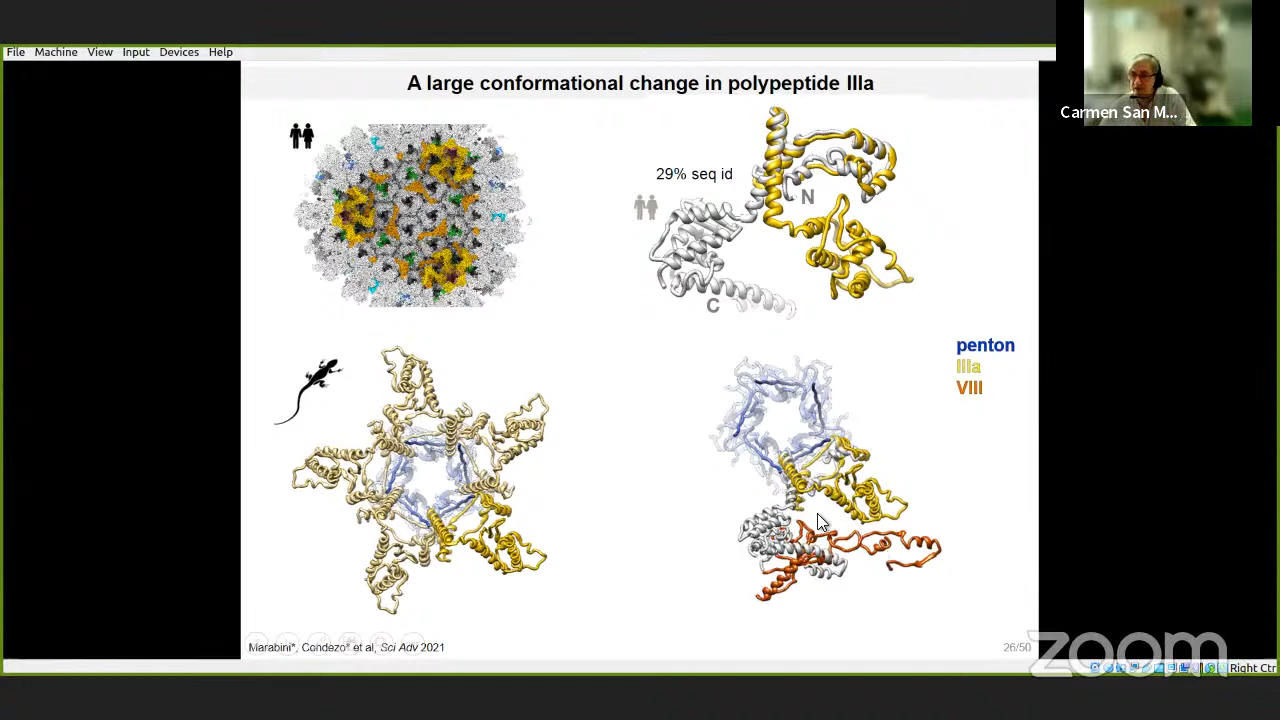 File Machine View Input Devices Help
A large conformational change in polypeptide IIIa
Carmen San M...
29% seq id
N
C
penton
IIIa
VIII
Marabini*, Condezo* et al, Sci Adv 2021
26/50
zoom
Right Ctrl